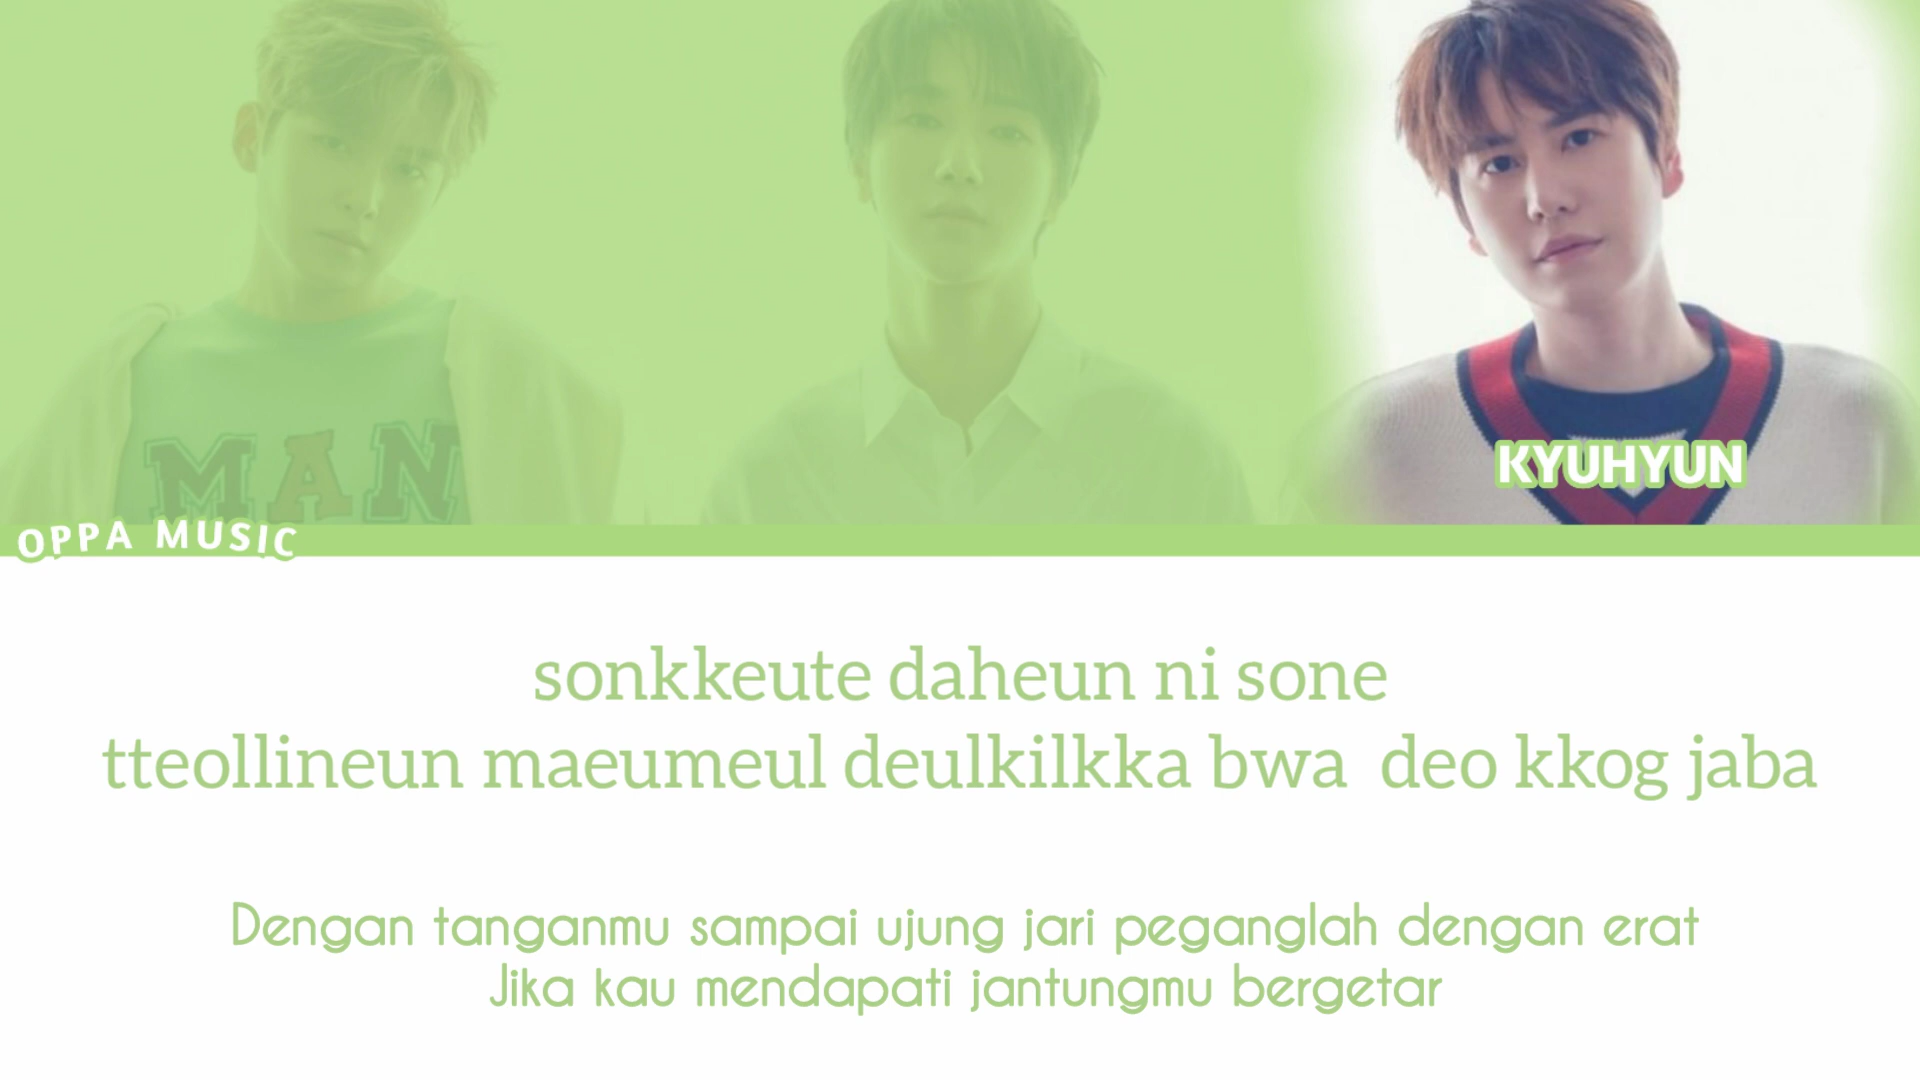 MAN
KYUHYUN
OPPA MUSIC
sonkkeute daheun ni sone
tteollineun maeumeul deulkilkka bwa  deo kkog jaba
Dengan tanganmu sampai ujung jari peganglah dengan erat
Jika kau mendapati jantungmu bergetar